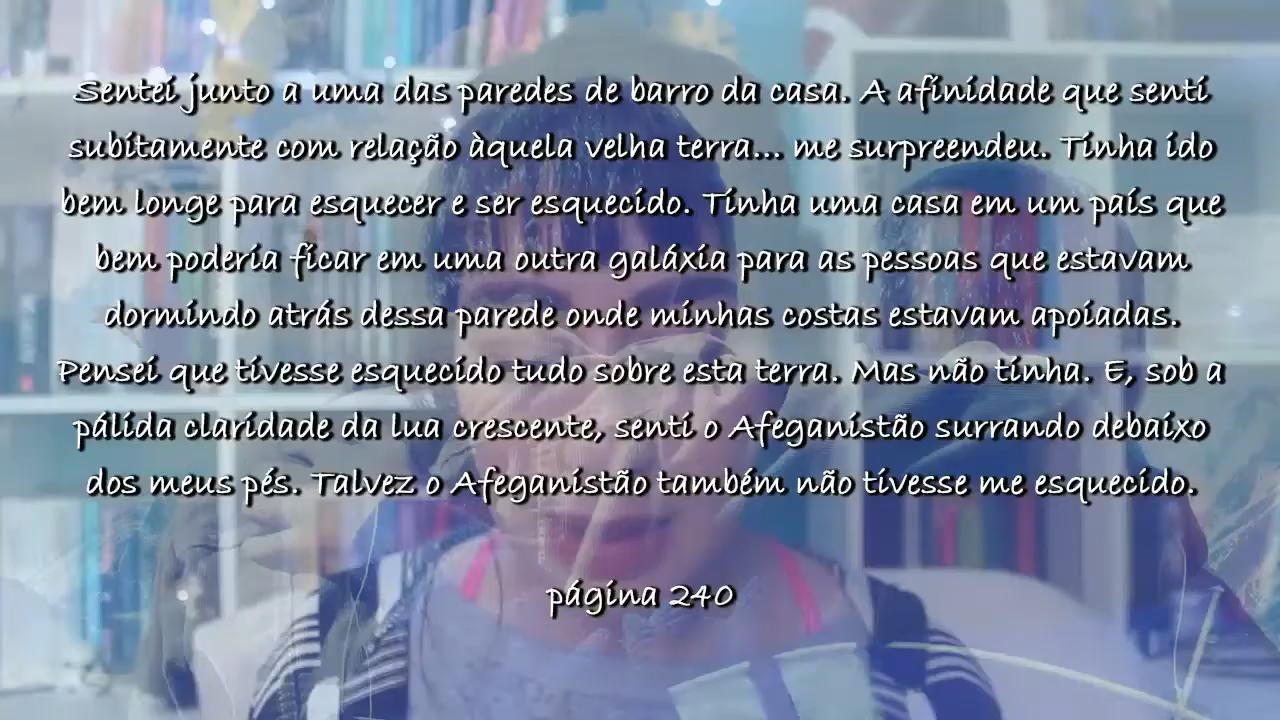 Sentei junto a uma das paredes de barro da casa. A afinidade que senti
subitamente com relação àquela velha terra... me surpreendeu. Tinha ido
bem longe para esquecer e ser esquecido. Tinha uma casa em um país que
bem poderia ficar em uma outra galáxia para as pessoas que estavam
dormindo atrás dessa parede onde minhas costas estavam apoiadas.
Pensei que tivesse esquecido tudo sobre esta terra. Mas não tinha. E, sob a
pálida claridade da lua crescente, senti o Afeganistão surrando debaixo
dos meus pés. Talvez o Afeganistão também não tivesse me esquecido.
página 240